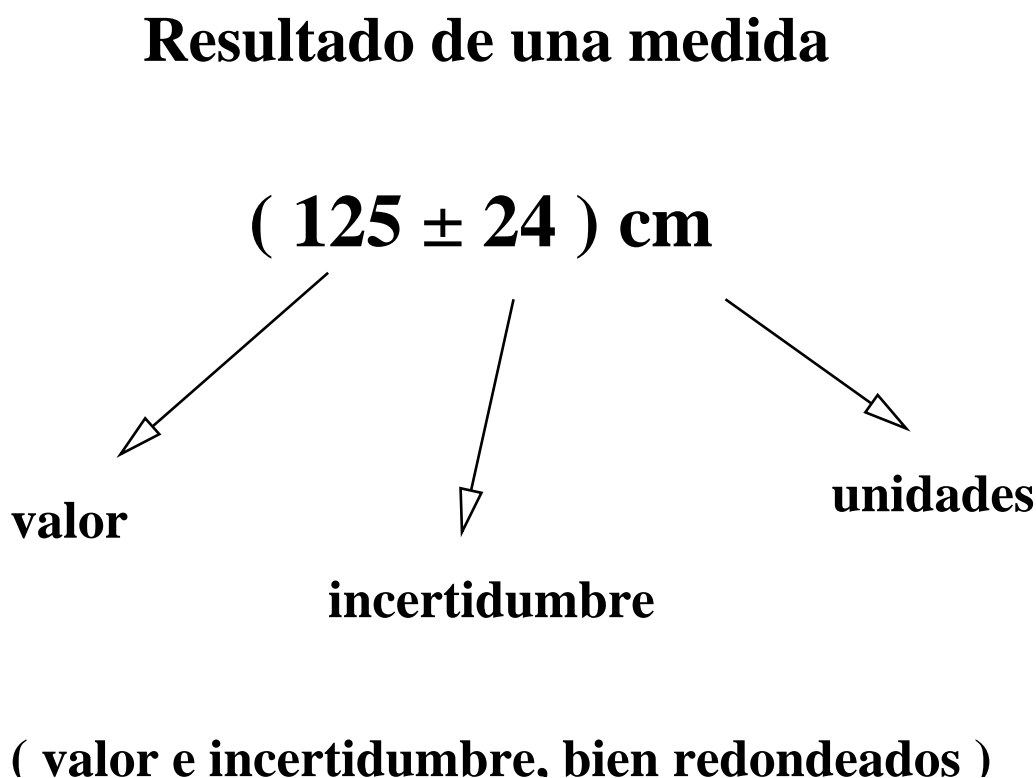 Resultado de una medida
( 125 ± 24 ) cm
valor
unidades
incertidumbre
( valor e incertidumbre, bien redondeados )